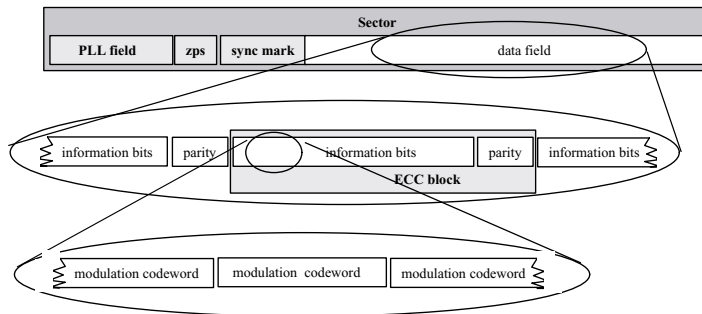 Sector
PLL field zps sync mark data field
information bits parity information bits parity information bits
ECC block
modulation codeword modulation codeword modulation codeword